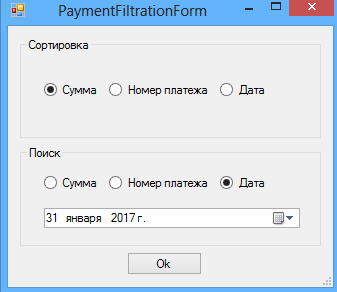 PaymentFiltrationForm
Сортировка
Сумма Номер платежа Дата
Поиск
Сумма Номер платежа Дата
31 января 2017 г.
Ok